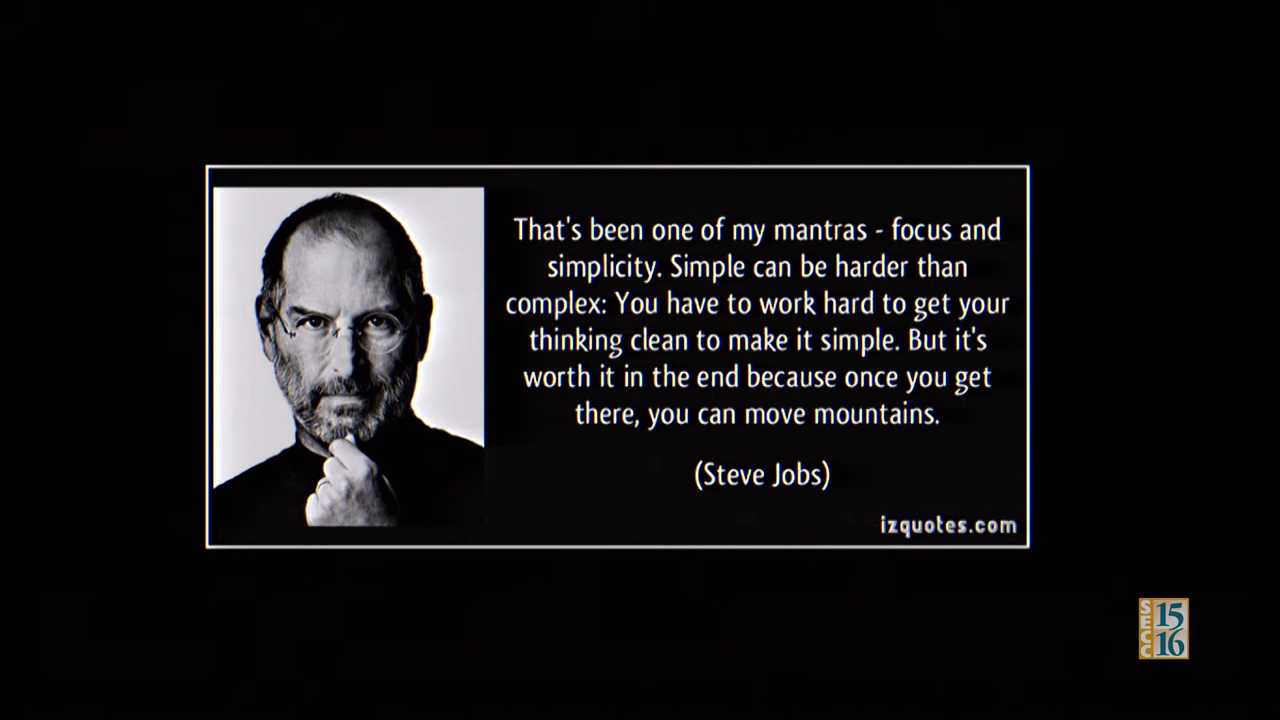 That's been one of my mantras - focus and
simplicity. Simple can be harder than
complex: You have to work hard to get your
thinking clean to make it simple. But it's
worth it in the end because once you get
there, you can move mountains.
(Steve Jobs)
izquotes.com
SECC
15
16